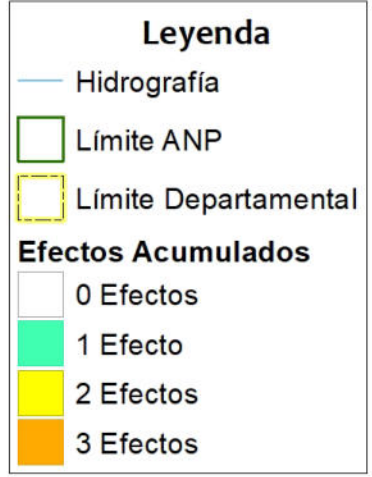 Leyenda
Hidrografía
Límite ANP
Límite Departamental
Efectos Acumulados
0 Efectos
1 Efecto
2 Efectos
3 Efectos